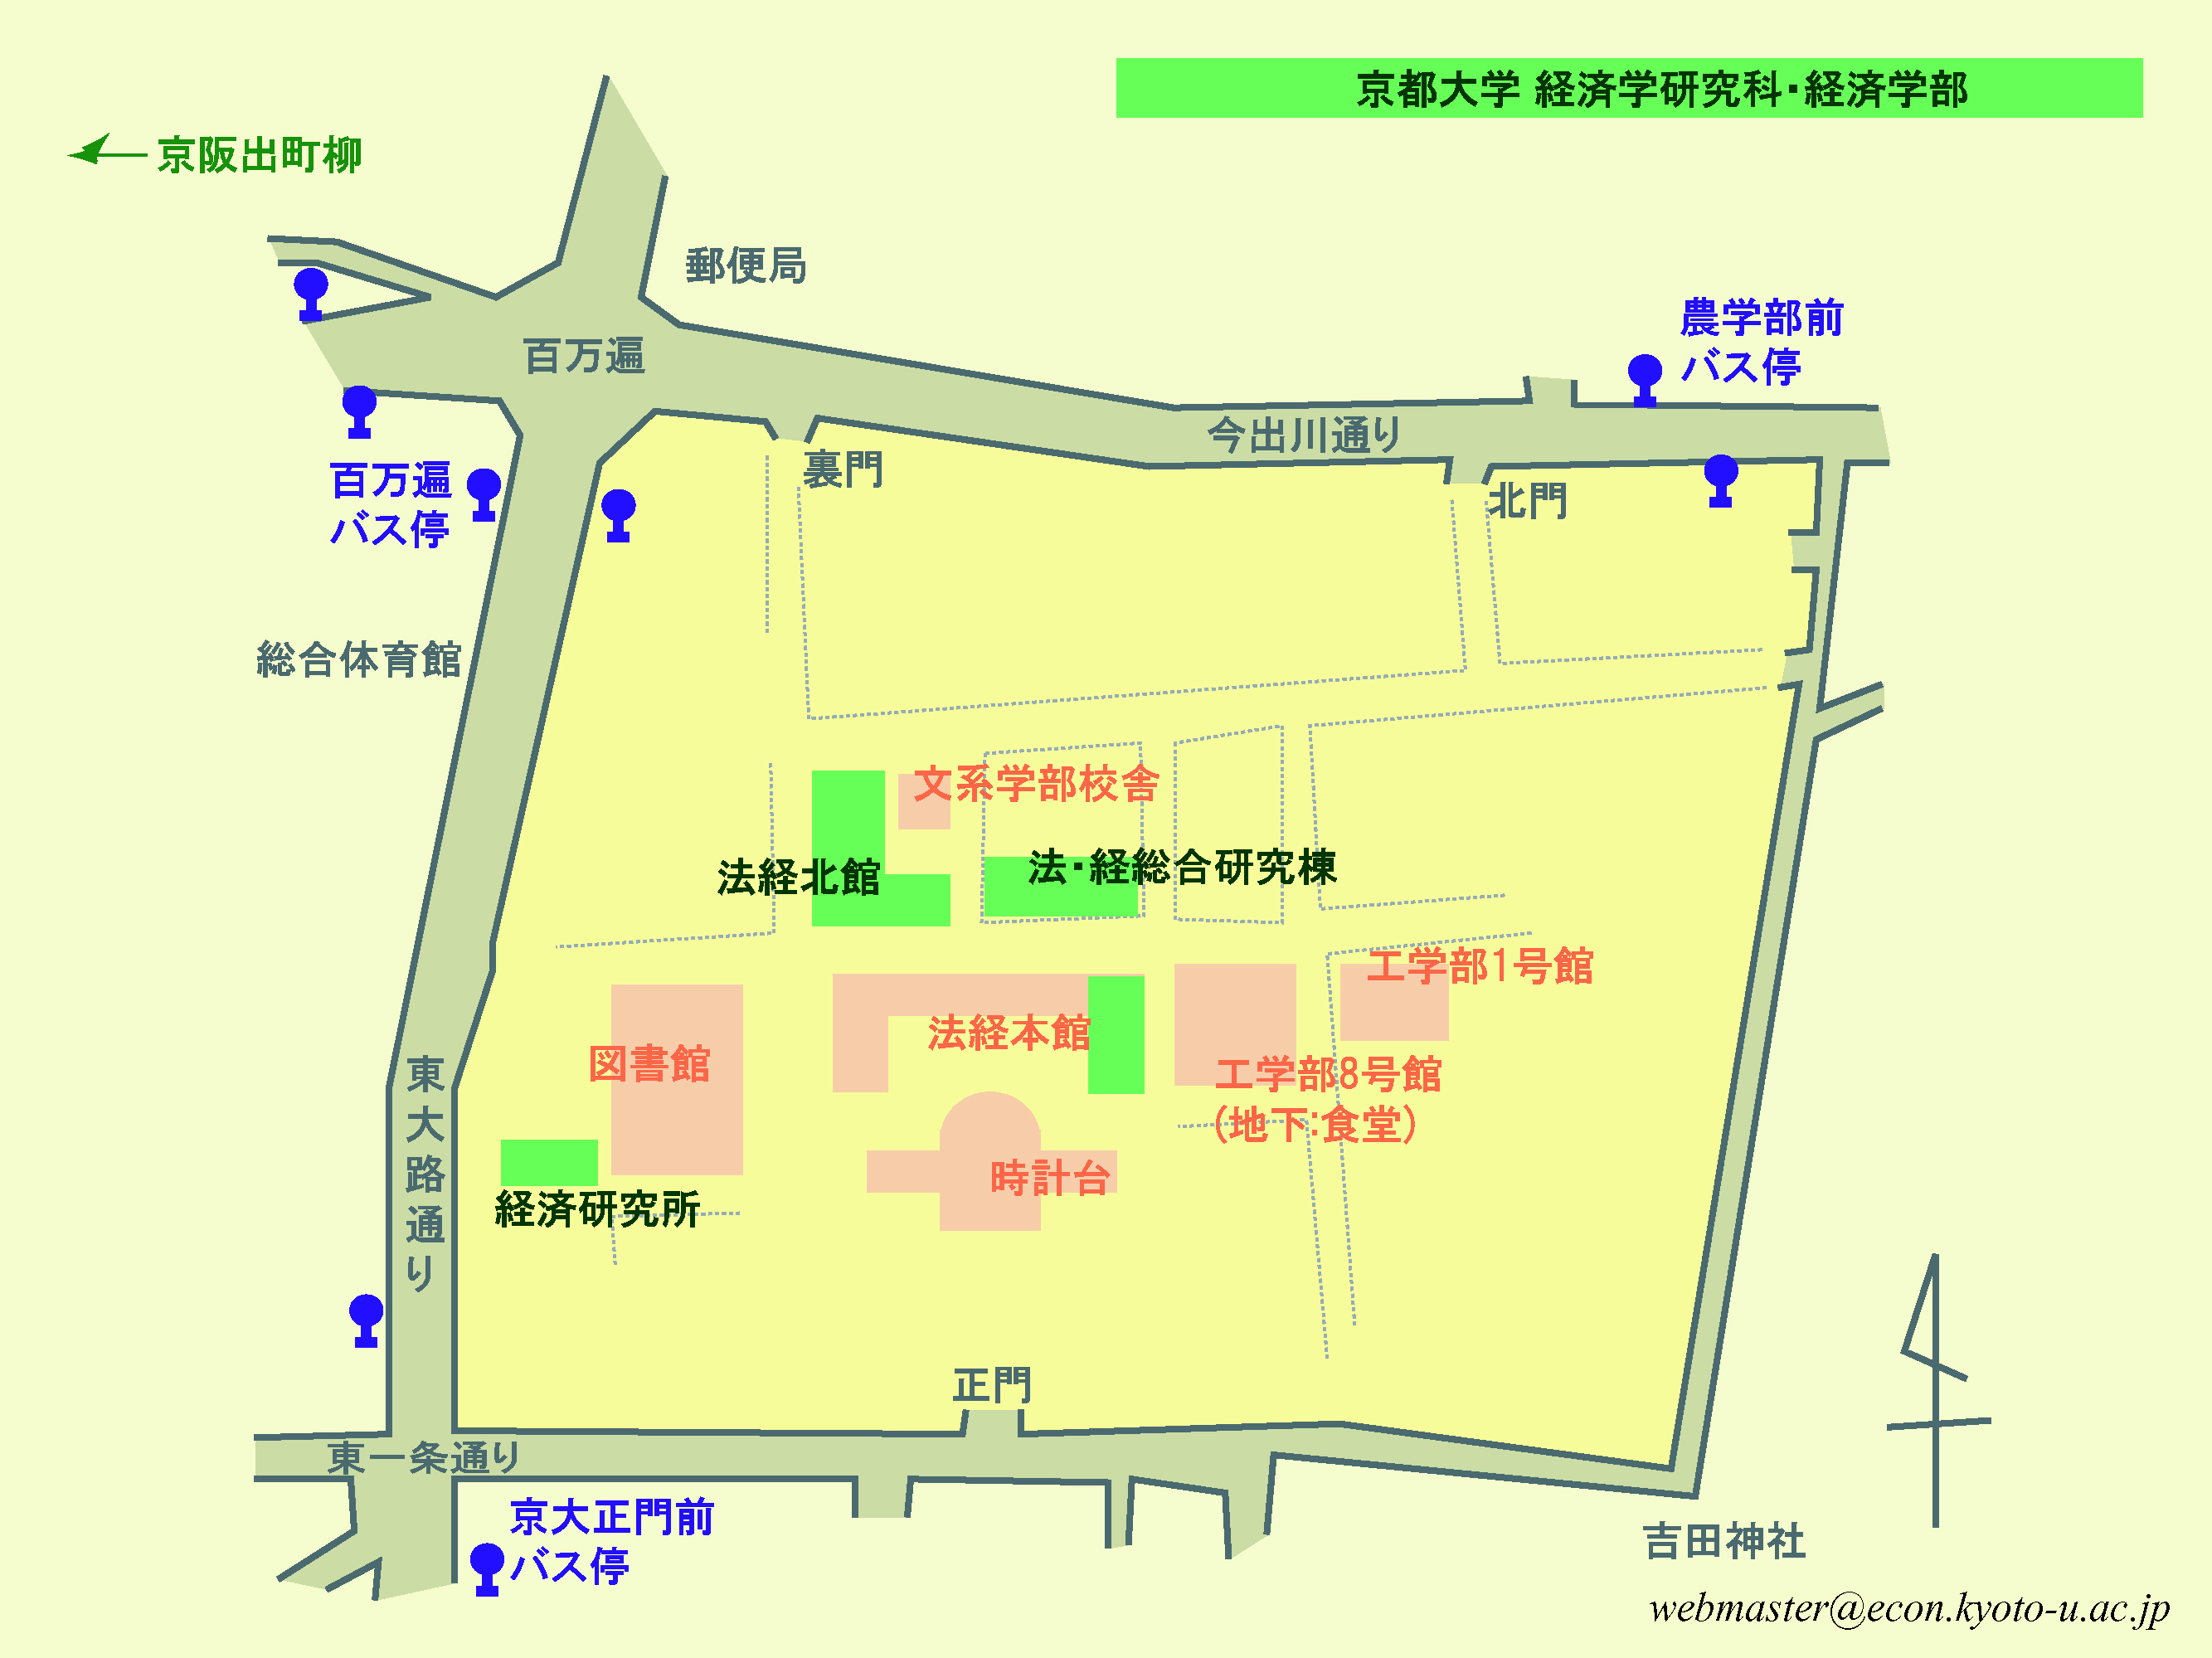 京都大学 経済学研究科・経済学部
京阪出町柳
郵便局
農学部前
バス停
百万遍
今出川通り
裏門
北門
百万遍
バス停
総合体育館
文系学部校舎
法経北館
法・経総合研究棟
工学部1号館
法経本館
図書館
工学部8号館
(地下:食堂)
時計台
経済研究所
東大路通り
正門
東一条通り
京大正門前
バス停
吉田神社
webmaster@econ.kyoto-u.ac.jp